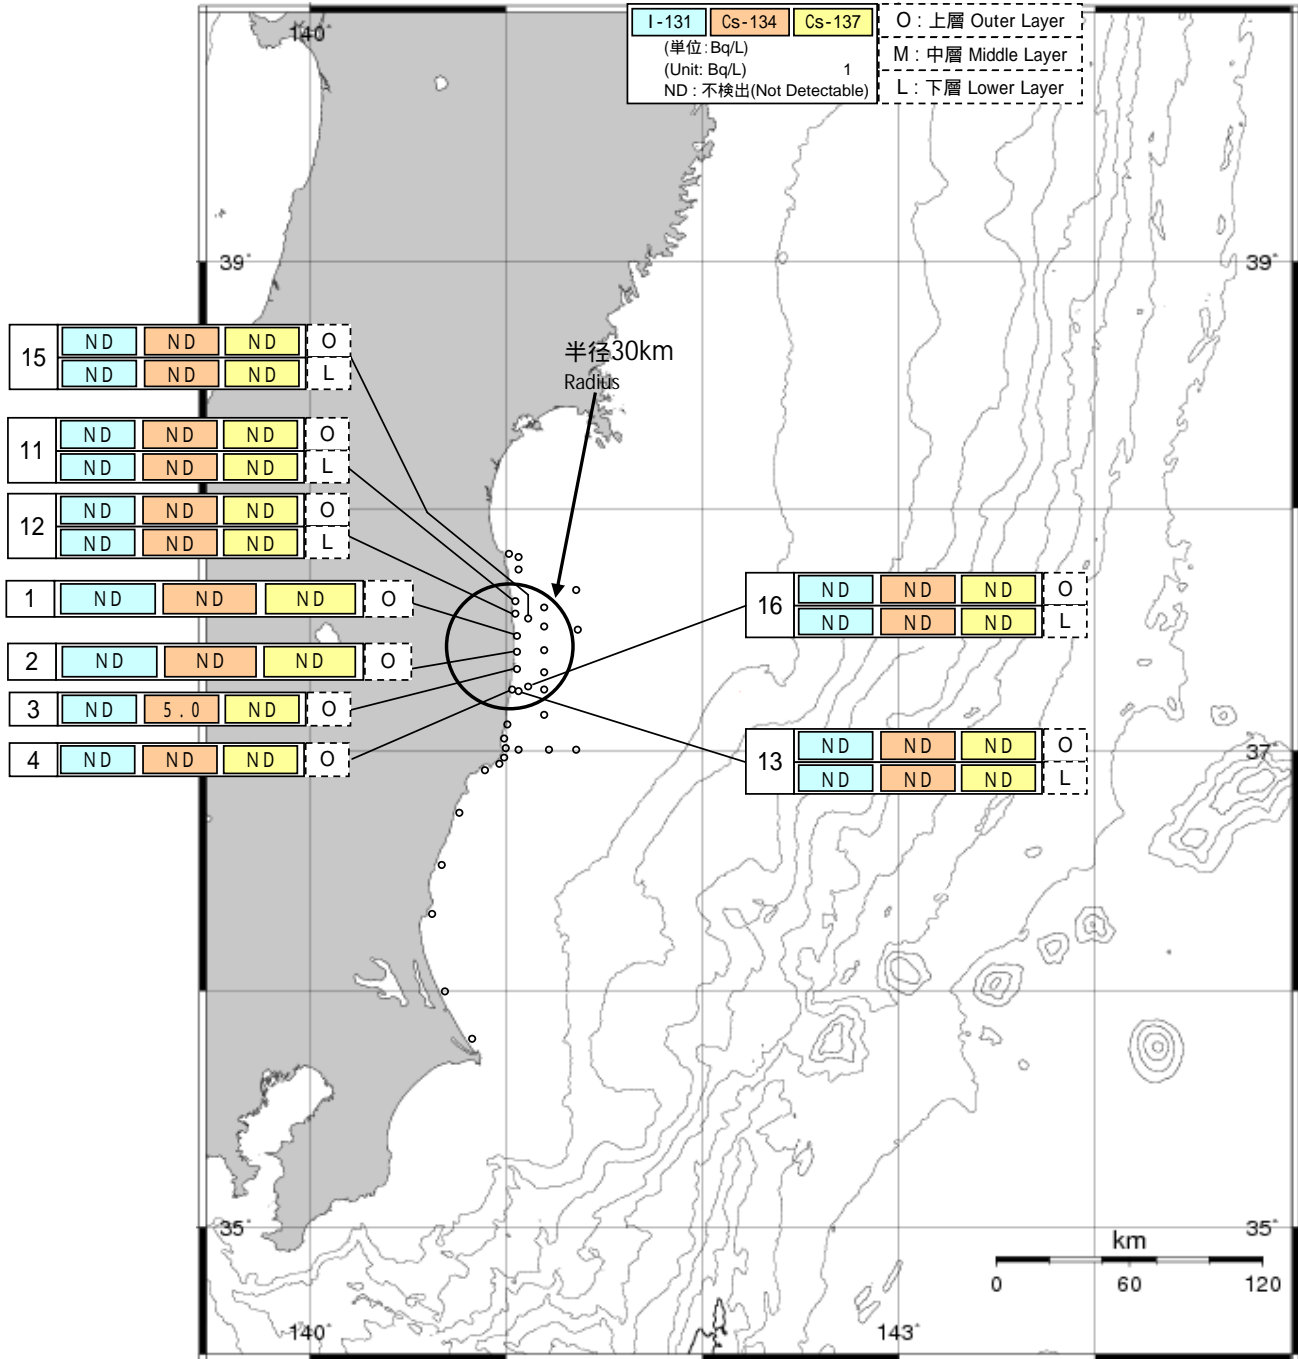 140°
I-131 Cs-134 Cs-137
(単位:Bq/L)
(Unit: Bq/L) 1
ND : 不検出(Not Detectable)
O : 上層 Outer Layer
M : 中層 Middle Layer
L : 下層 Lower Layer
39° 39°
半径30km
Radius
15 ND ND ND O
ND ND ND L
11 ND ND ND O
ND ND ND L
12 ND ND ND O
ND ND ND L
1 ND ND ND O
2 ND ND ND O
3 ND 5.0 ND O
4 ND ND ND O
16 ND ND ND O
ND ND ND L
13 ND ND ND O
ND ND ND L
37°
35° 35°
km
0 60 120
140° 143°